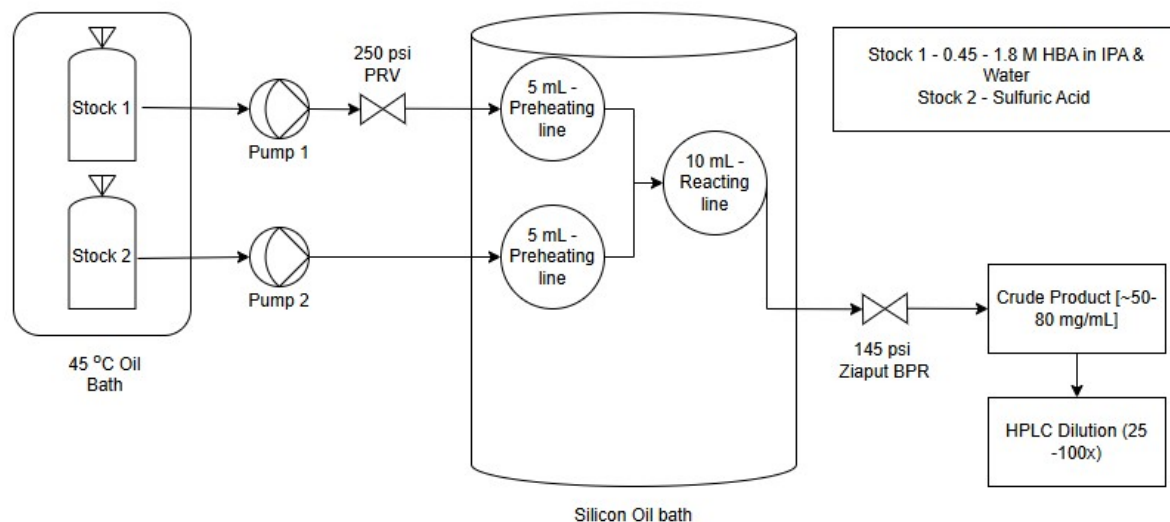 Stock 1
Stock 2
45 °C Oil
Bath
Pump 1
Pump 2
250 psi
PRV
5 mL -
Preheating
line
5 mL -
Preheating
line
10 mL -
Reacting
line
Silicon Oil bath
145 psi
Ziaput BPR
Stock 1 - 0.45 - 1.8 M HBA in IPA &
Water
Stock 2 - Sulfuric Acid
Crude Product [~50-
80 mg/mL]
HPLC Dilution (25
-100x)